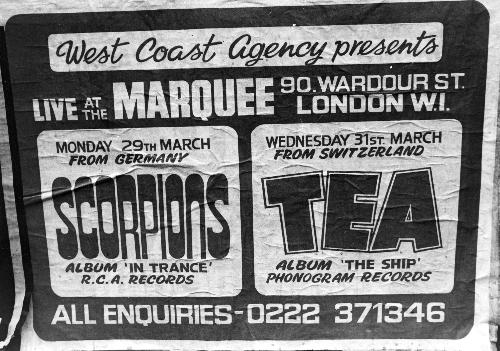 West Coast Agency presents
LIVE AT THE MARQUEE 90. WARDOUR ST. LONDON W.I.
MONDAY 29TH MARCH
FROM GERMANY
SCORPIONS
ALBUM 'IN TRANCE'
R.C.A. RECORDS
WEDNESDAY 31ST. MARCH
FROM SWITZERLAND
TEA
ALBUM 'THE SHIP'
PHONOGRAM RECORDS
ALL ENQUIRIES-0222 371346